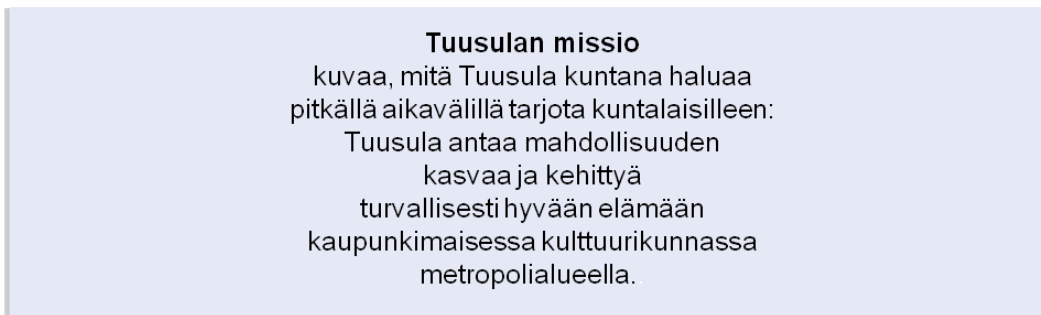 Tuusulan missio
kuvaa, mitä Tuusula kuntana haluaa
pitkällä aikavälillä tarjota kuntalaisilleen:
Tuusula antaa mahdollisuuden
kasvaa ja kehittyä
turvallisesti hyvään elämään
kaupunkimaisessa kulttuurikunnassa
metropolialueella.